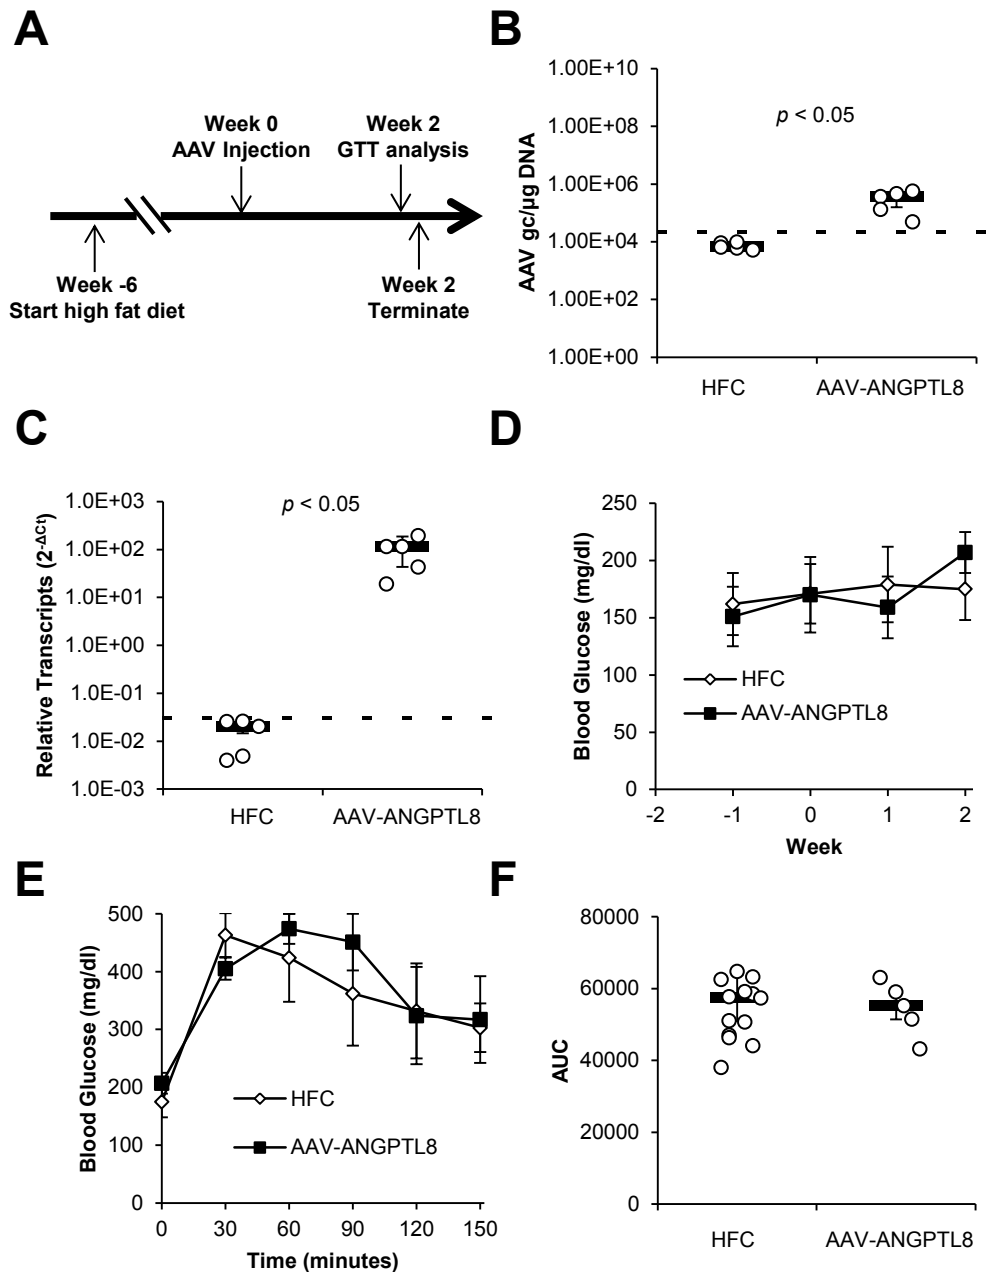 A
Week 0
AAV Injection
Week 2
GTT analysis
Week -6
Start high fat diet
Week 2
Terminate
B
AAV gc/µg DNA
1.00E+10
1.00E+08
1.00E+06
1.00E+04
1.00E+02
1.00E+00
p < 0.05
HFC
AAV-ANGPTL8
C
Relative Transcripts (2-ΔCt)
1.0E+03
1.0E+02
1.0E+01
1.0E+00
1.0E-01
1.0E-02
1.0E-03
p < 0.05
HFC
AAV-ANGPTL8
D
Blood Glucose (mg/dl)
250
200
150
100
50
0
HFC
AAV-ANGPTL8
-2 -1 0 1 2
Week
E
Blood Glucose (mg/dl)
500
400
300
200
100
0
HFC
AAV-ANGPTL8
0 30 60 90 120 150
Time (minutes)
F
AUC
80000
60000
40000
20000
0
HFC
AAV-ANGPTL8